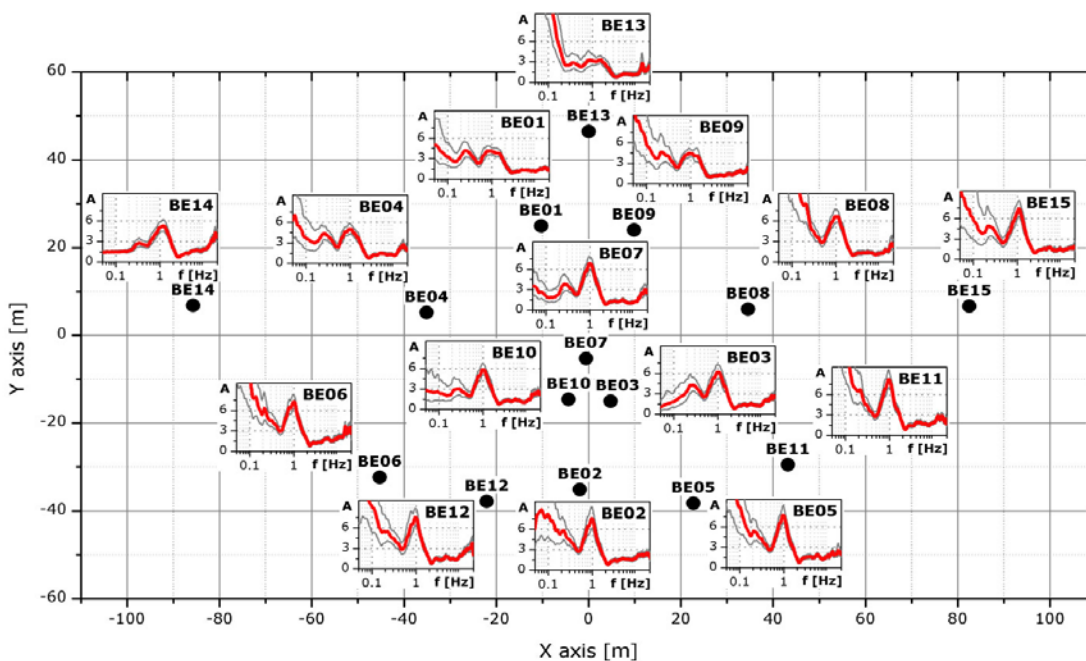 A
BE13
6
3
0
0.1
1
f [Hz]
60
BE13
A
BE01
6
3
0
0.1
1
f [Hz]
A
BE09
6
3
0
0.1
1
f [Hz]
40
A
BE14
6
3
0
0.1
1
f [Hz]
BE14
A
BE04
6
3
0
0.1
1
f [Hz]
BE04
BE01
BE09
A
BE08
6
3
0
0.1
1
f [Hz]
BE08
A
BE15
6
3
0
0.1
1
f [Hz]
BE15
20
A
BE07
6
3
0
0.1
1
f [Hz]
BE07
0
Y axis [m]
A
BE10
6
3
0
0.1
1
f [Hz]
BE10
BE03
A
BE03
6
3
0
0.1
1
f [Hz]
A
BE06
6
3
0
0.1
1
f [Hz]
BE06
A
BE11
6
3
0
0.1
1
f [Hz]
BE11
-20
BE12
BE02
BE05
-40
A
BE12
6
3
0
0.1
1
f [Hz]
A
BE02
6
3
0
0.1
1
f [Hz]
A
BE05
6
3
0
0.1
1
f [Hz]
-60
-100
-80
-60
-40
-20
0
20
40
60
80
100
X axis [m]